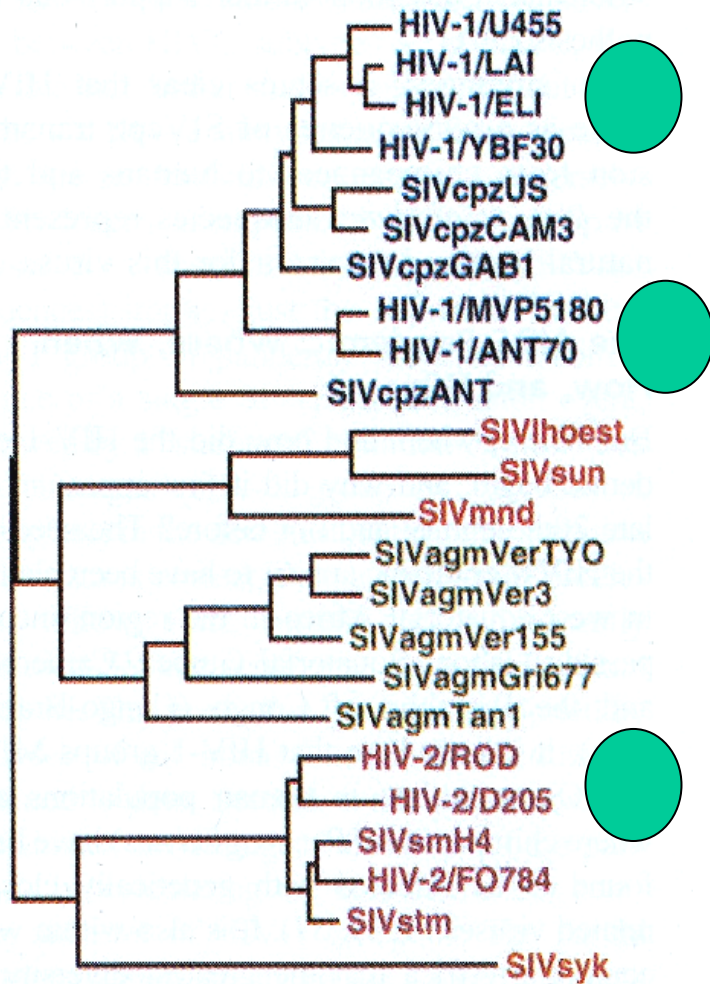 HIV-1/U455
HIV-1/LAI
HIV-1/ELI
HIV-1/YBF30
SIVcpzUS
SIVcpzCAM3
SIVcpzGAB1
HIV-1/MVP5180
HIV-1/ANT70
SIVcpzANT
SIVlhoest
SIVsun
SIVmnd
SIVagmVerTYO
SIVagmVer3
SIVagmVer155
SIVagmGri677
SIVagmTan1
HIV-2/ROD
HIV-2/D205
SIVsmH4
HIV-2/FO784
SIVstm
SIVsyk